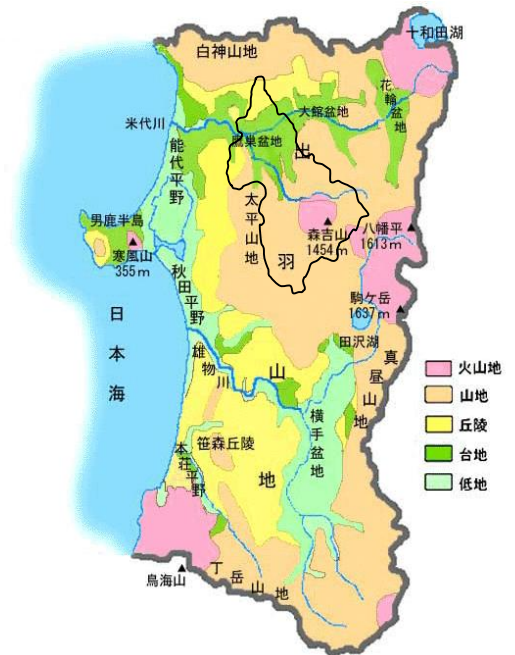 十和田湖
白神山地
花輪盆地
大館盆地
米代川
鷹巣盆地
能代平野
出
羽
山
地
太平山地
男鹿半島
寒風山
355m
森吉山
1454m
八幡平
1613m
秋田平野
駒ケ岳
1637m
日本海
田沢湖
真昼山地
雄物川
横手盆地
笹森丘陵
本荘平野
鳥海山
丁岳山地
火山地
山地
丘陵
台地
低地